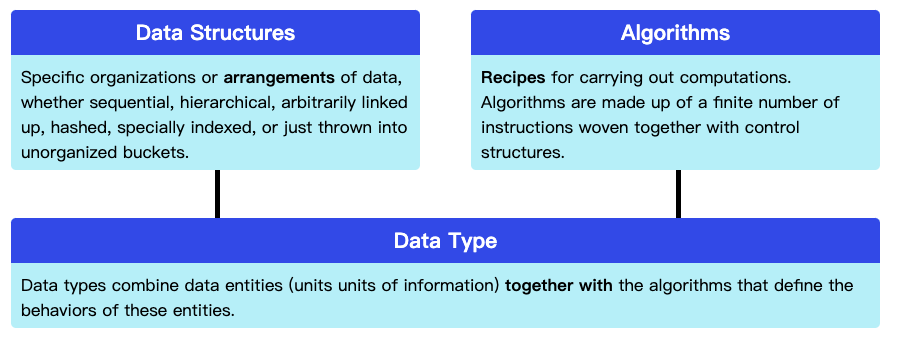 Data Structures
Specific organizations or arrangements of data,
whether sequential, hierarchical, arbitrarily linked
up, hashed, specially indexed, or just thrown into
unorganized buckets.
Algorithms
Recipes for carrying out computations.
Algorithms are made up of a finite number of
instructions woven together with control
structures.
Data Type
Data types combine data entities (units units of information) together with the algorithms that define the
behaviors of these entities.